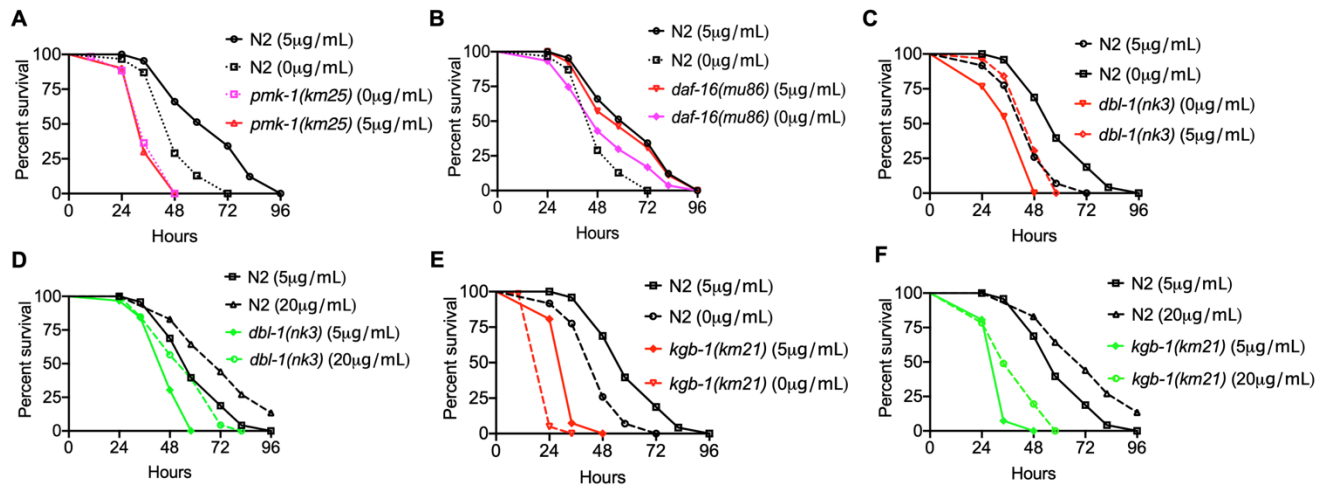 A
N2 (5µg/mL)
N2 (0µg/mL)
pmk-1(km25) (0µg/mL)
pmk-1(km25) (5µg/mL)
Percent survival
100
75
50
25
0
0 24 48 72 96
Hours
B
N2 (5µg/mL)
N2 (0µg/mL)
daf-16(mu86) (5µg/mL)
daf-16(mu86) (0µg/mL)
Percent survival
100
75
50
25
0
0 24 48 72 96
Hours
C
N2 (5µg/mL)
N2 (0µg/mL)
dbl-1(nk3) (0µg/mL)
dbl-1(nk3) (5µg/mL)
Percent survival
100
75
50
25
0
0 24 48 72 96
Hours
D
N2 (5µg/mL)
N2 (20µg/mL)
dbl-1(nk3) (5µg/mL)
dbl-1(nk3) (20µg/mL)
Percent survival
100
75
50
25
0
0 24 48 72 96
Hours
E
N2 (5µg/mL)
N2 (0µg/mL)
kgb-1(km21) (5µg/mL)
kgb-1(km21) (0µg/mL)
Percent survival
100
75
50
25
0
0 24 48 72 96
Hours
F
N2 (5µg/mL)
N2 (20µg/mL)
kgb-1(km21) (5µg/mL)
kgb-1(km21) (20µg/mL)
Percent survival
100
75
50
25
0
0 24 48 72 96
Hours